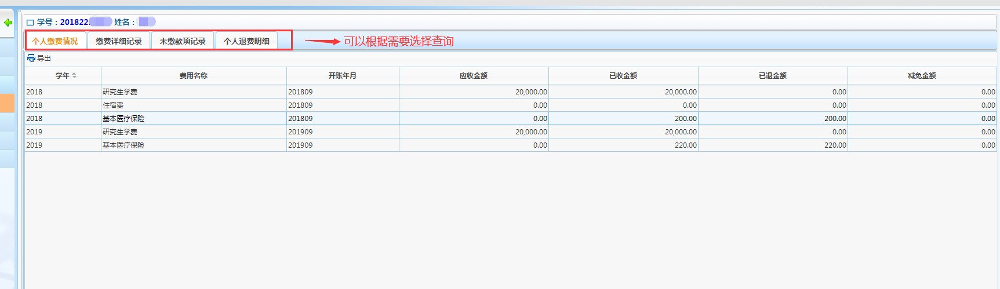 学号：201822 姓名：
个人缴费情况 缴费详细记录 未缴款项记录 个人退费明细 可以根据需要选择查询
导出
学年 费用名称 开账年月 应收金额 已收金额 已退金额 减免金额
2018 研究生学费 201809 20,000.00 20,000.00 0.00 0.00
2018 住宿费 201809 0.00 0.00 0.00 0.00
2018 基本医疗保险 201809 0.00 200.00 200.00 0.00
2019 研究生学费 201909 20,000.00 20,000.00 0.00 0.00
2019 基本医疗保险 201909 0.00 220.00 220.00 0.00